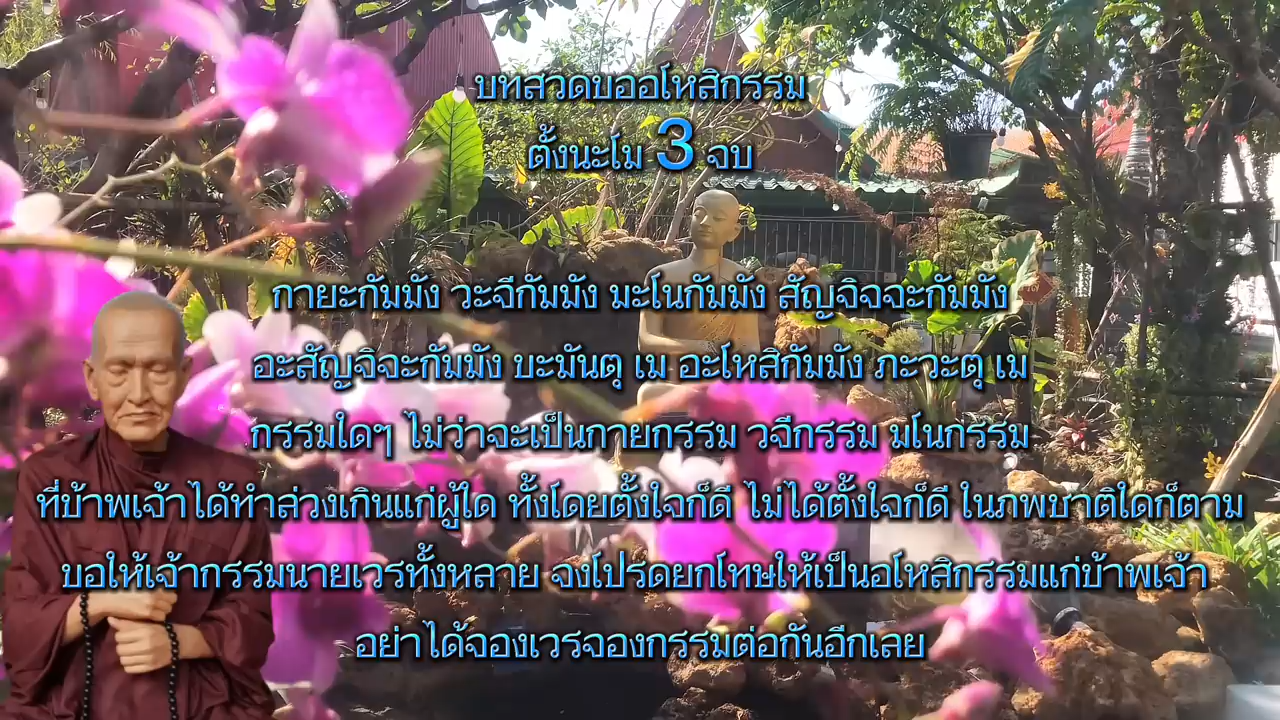 บทสวดขออโหสิกรรม
ตั้งนะโม 3 จบ
กายะกัมมัง วะจีกัมมัง มะโนกัมมัง สัญจิจจะกัมมัง
อะสัญจิจะกัมมัง ขะมันตุ เม อะโหสิกัมมัง ภะวะตุ เม
กรรมใดๆ ไม่ว่าจะเป็นกายกรรม วจีกรรม มโนกรรม
ที่ข้าพเจ้าได้ทำล่วงเกินแก่ผู้ใด ทั้งโดยตั้งใจก็ดี ไม่ได้ตั้งใจก็ดี ในภพชาติใดก็ตาม
ขอให้เจ้ากรรมนายเวรทั้งหลาย จงโปรดยกโทษให้เป็นอโหสิกรรมแก่ข้าพเจ้า
อย่าได้จองเวรจองกรรมต่อกันอีกเลย